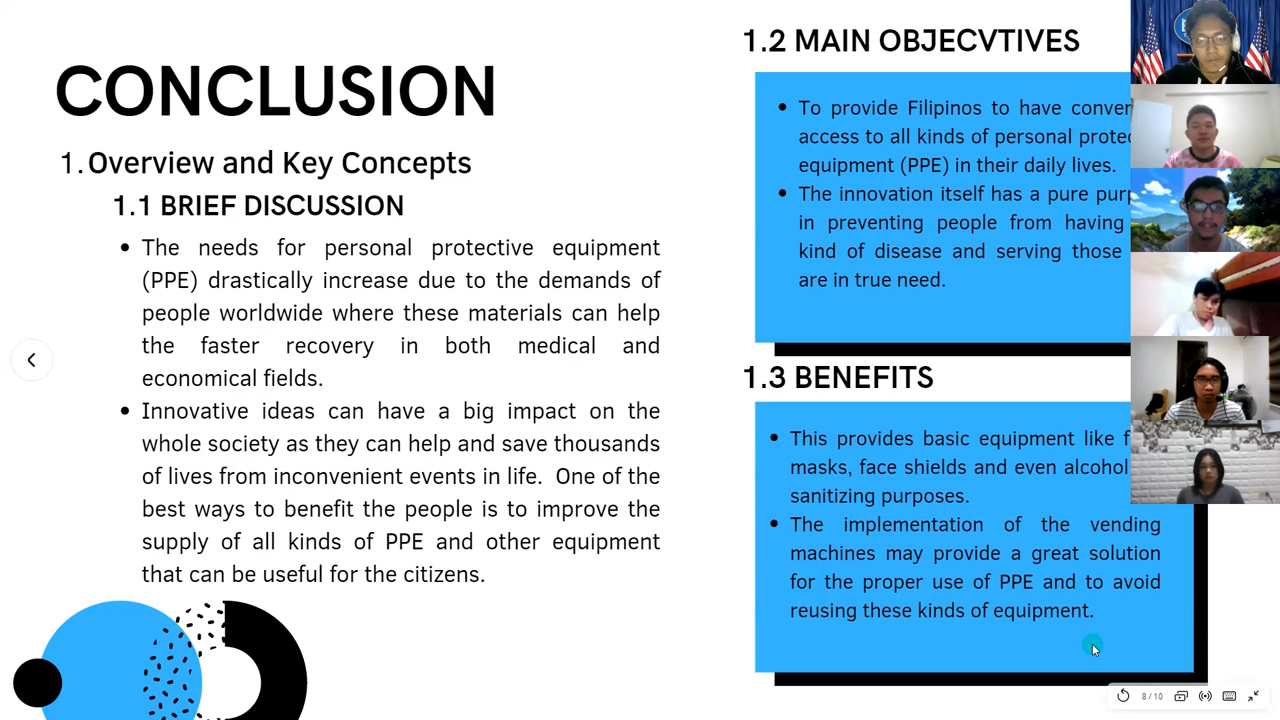 CONCLUSION
1. Overview and Key Concepts
1.1 BRIEF DISCUSSION
The needs for personal protective equipment
(PPE) drastically increase due to the demands of
people worldwide where these materials can help
the faster recovery in both medical and
economical fields.
Innovative ideas can have a big impact on the
whole society as they can help and save thousands
of lives from inconvenient events in life. One of the
best ways to benefit the people is to improve the
supply of all kinds of PPE and other equipment
that can be useful for the citizens.
1.2 MAIN OBJECVTIVES
To provide Filipinos to have
access to all kinds of personal
equipment (PPE) in their daily lives.
The innovation itself has a pure
in preventing people from having
kind of disease and serving those
are in true need.
1.3 BENEFITS
This provides basic equipment like
masks, face shields and even alcohol
sanitizing purposes.
The implementation of the vending
machines may provide a great solution
for the proper use of PPE and to avoid
reusing these kinds of equipment.
8 / 10